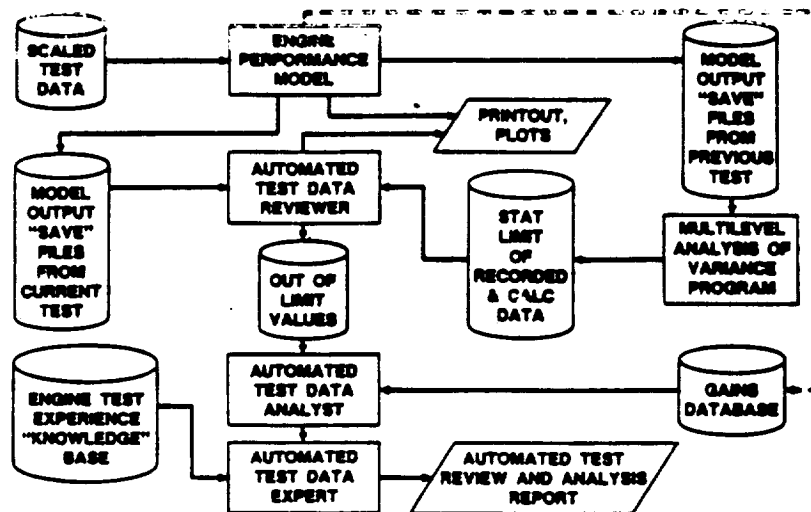 SCALED
TEST
DATA
ENGINE
PERFORMANCE
MODEL
MODEL
OUTPUT
"SAVE"
FILES
FROM
PREVIOUS
TEST
PRINTOUT,
PLOTS
MODEL
OUTPUT
"SAVE"
FILES
FROM
CURRENT
TEST
AUTOMATED
TEST DATA
REVIEWER
STAT
LIMIT
OF
RECORDED
& CALC
DATA
MULTILEVEL
ANALYSIS OF
VARIANCE
PROGRAM
OUT OF
LIMIT
VALUES
ENGINE TEST
EXPERIENCE
"KNOWLEDGE"
BASE
AUTOMATED
TEST DATA
ANALYST
GAINS
DATABASE
AUTOMATED
TEST DATA
EXPERT
AUTOMATED TEST
REVIEW AND ANALYSIS
REPORT